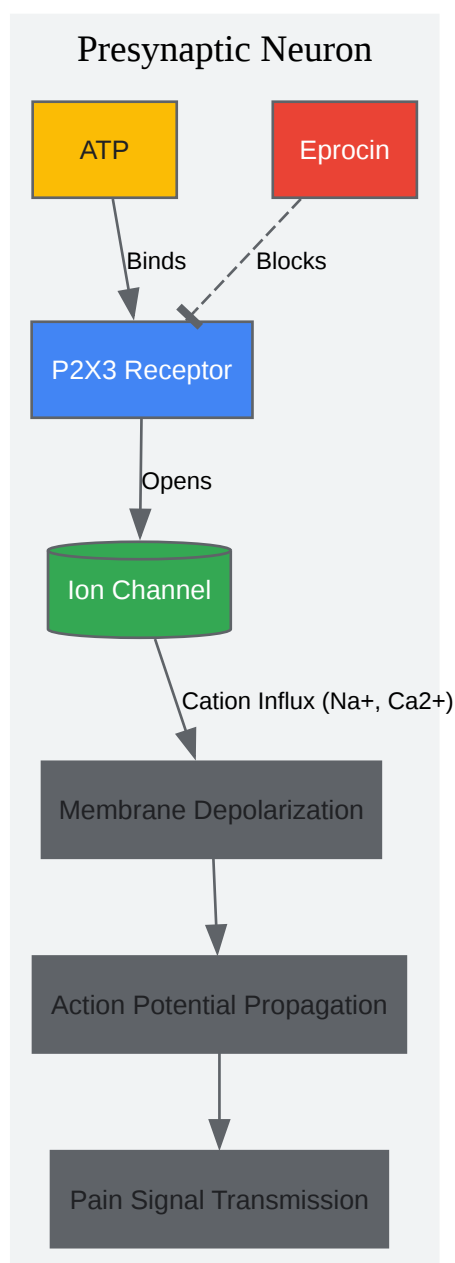 Presynaptic Neuron
ATP
Eprocin
Binds
Blocks
P2X3 Receptor
Opens
Ion Channel
Cation Influx (Na+, Ca2+)
Membrane Depolarization
Action Potential Propagation
Pain Signal Transmission